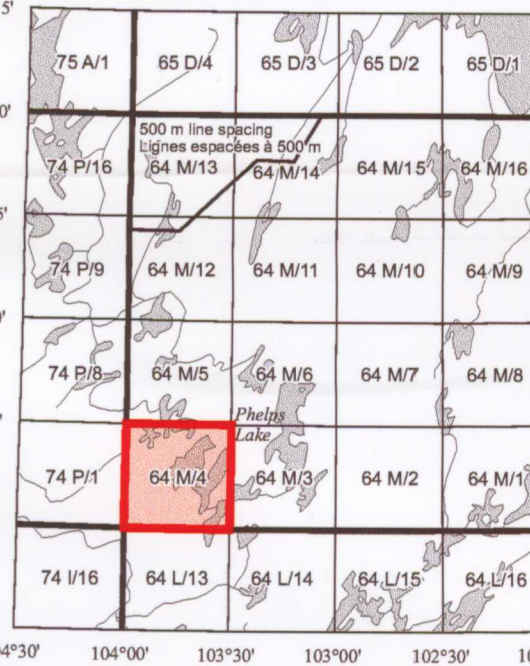 5'
75 A/1 65 D/4 65 D/3 65 D/2 65 D/1
0'
500 m line spacing
Lignes espacées à 500 m
74 P/16 64 M/13 64 M/14 64 M/15 64 M/16
5'
74 P/9 64 M/12 64 M/11 64 M/10 64 M/9
0'
74 P/8 64 M/5 64 M/6 64 M/7 64 M/8
Phelps
Lake
74 P/1 64 M/4 64 M/3 64 M/2 64 M/1
74 I/16 64 L/13 64 L/14 64 L/15 64 L/16
04°30' 104°00' 103°30' 103°00' 102°30' 10